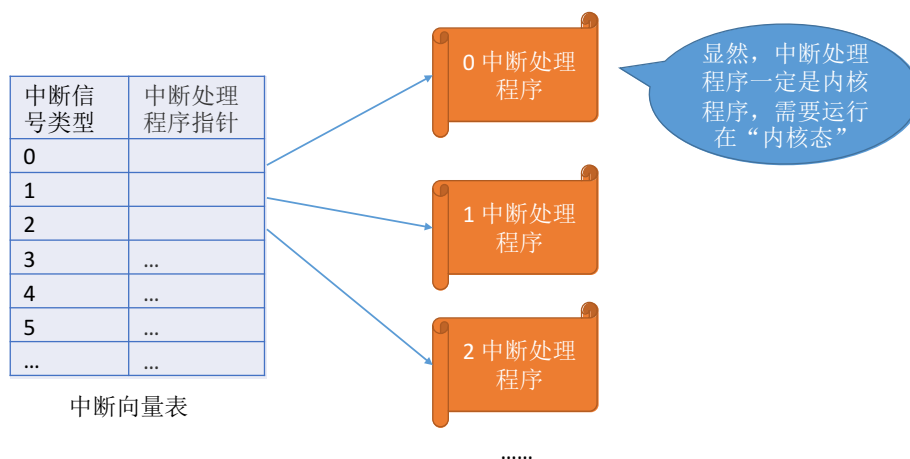 中断信
号类型
中断处理
程序指针
0
1
2
3
...
4
...
5
...
...
...
中断向量表
0 中断处理
程序
1 中断处理
程序
2 中断处理
程序
......
显然，中断处理
程序一定是内核
程序，需要运行
在“内核态”